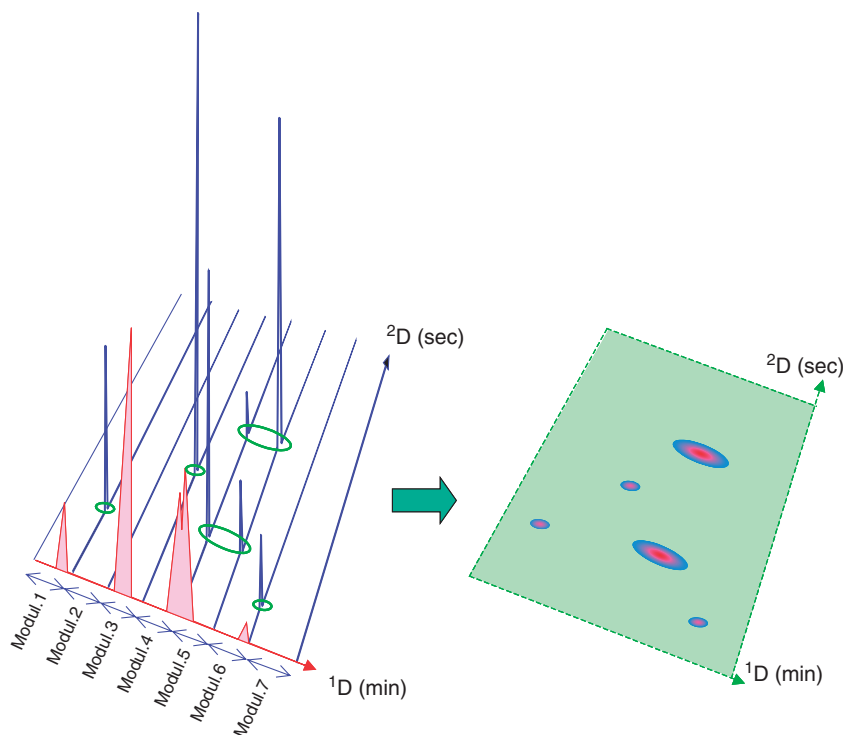 ²D (sec)
Modul.1
Modul.2
Modul.3
Modul.4
Modul.5
Modul.6
Modul.7
¹D (min)
²D (sec)
¹D (min)